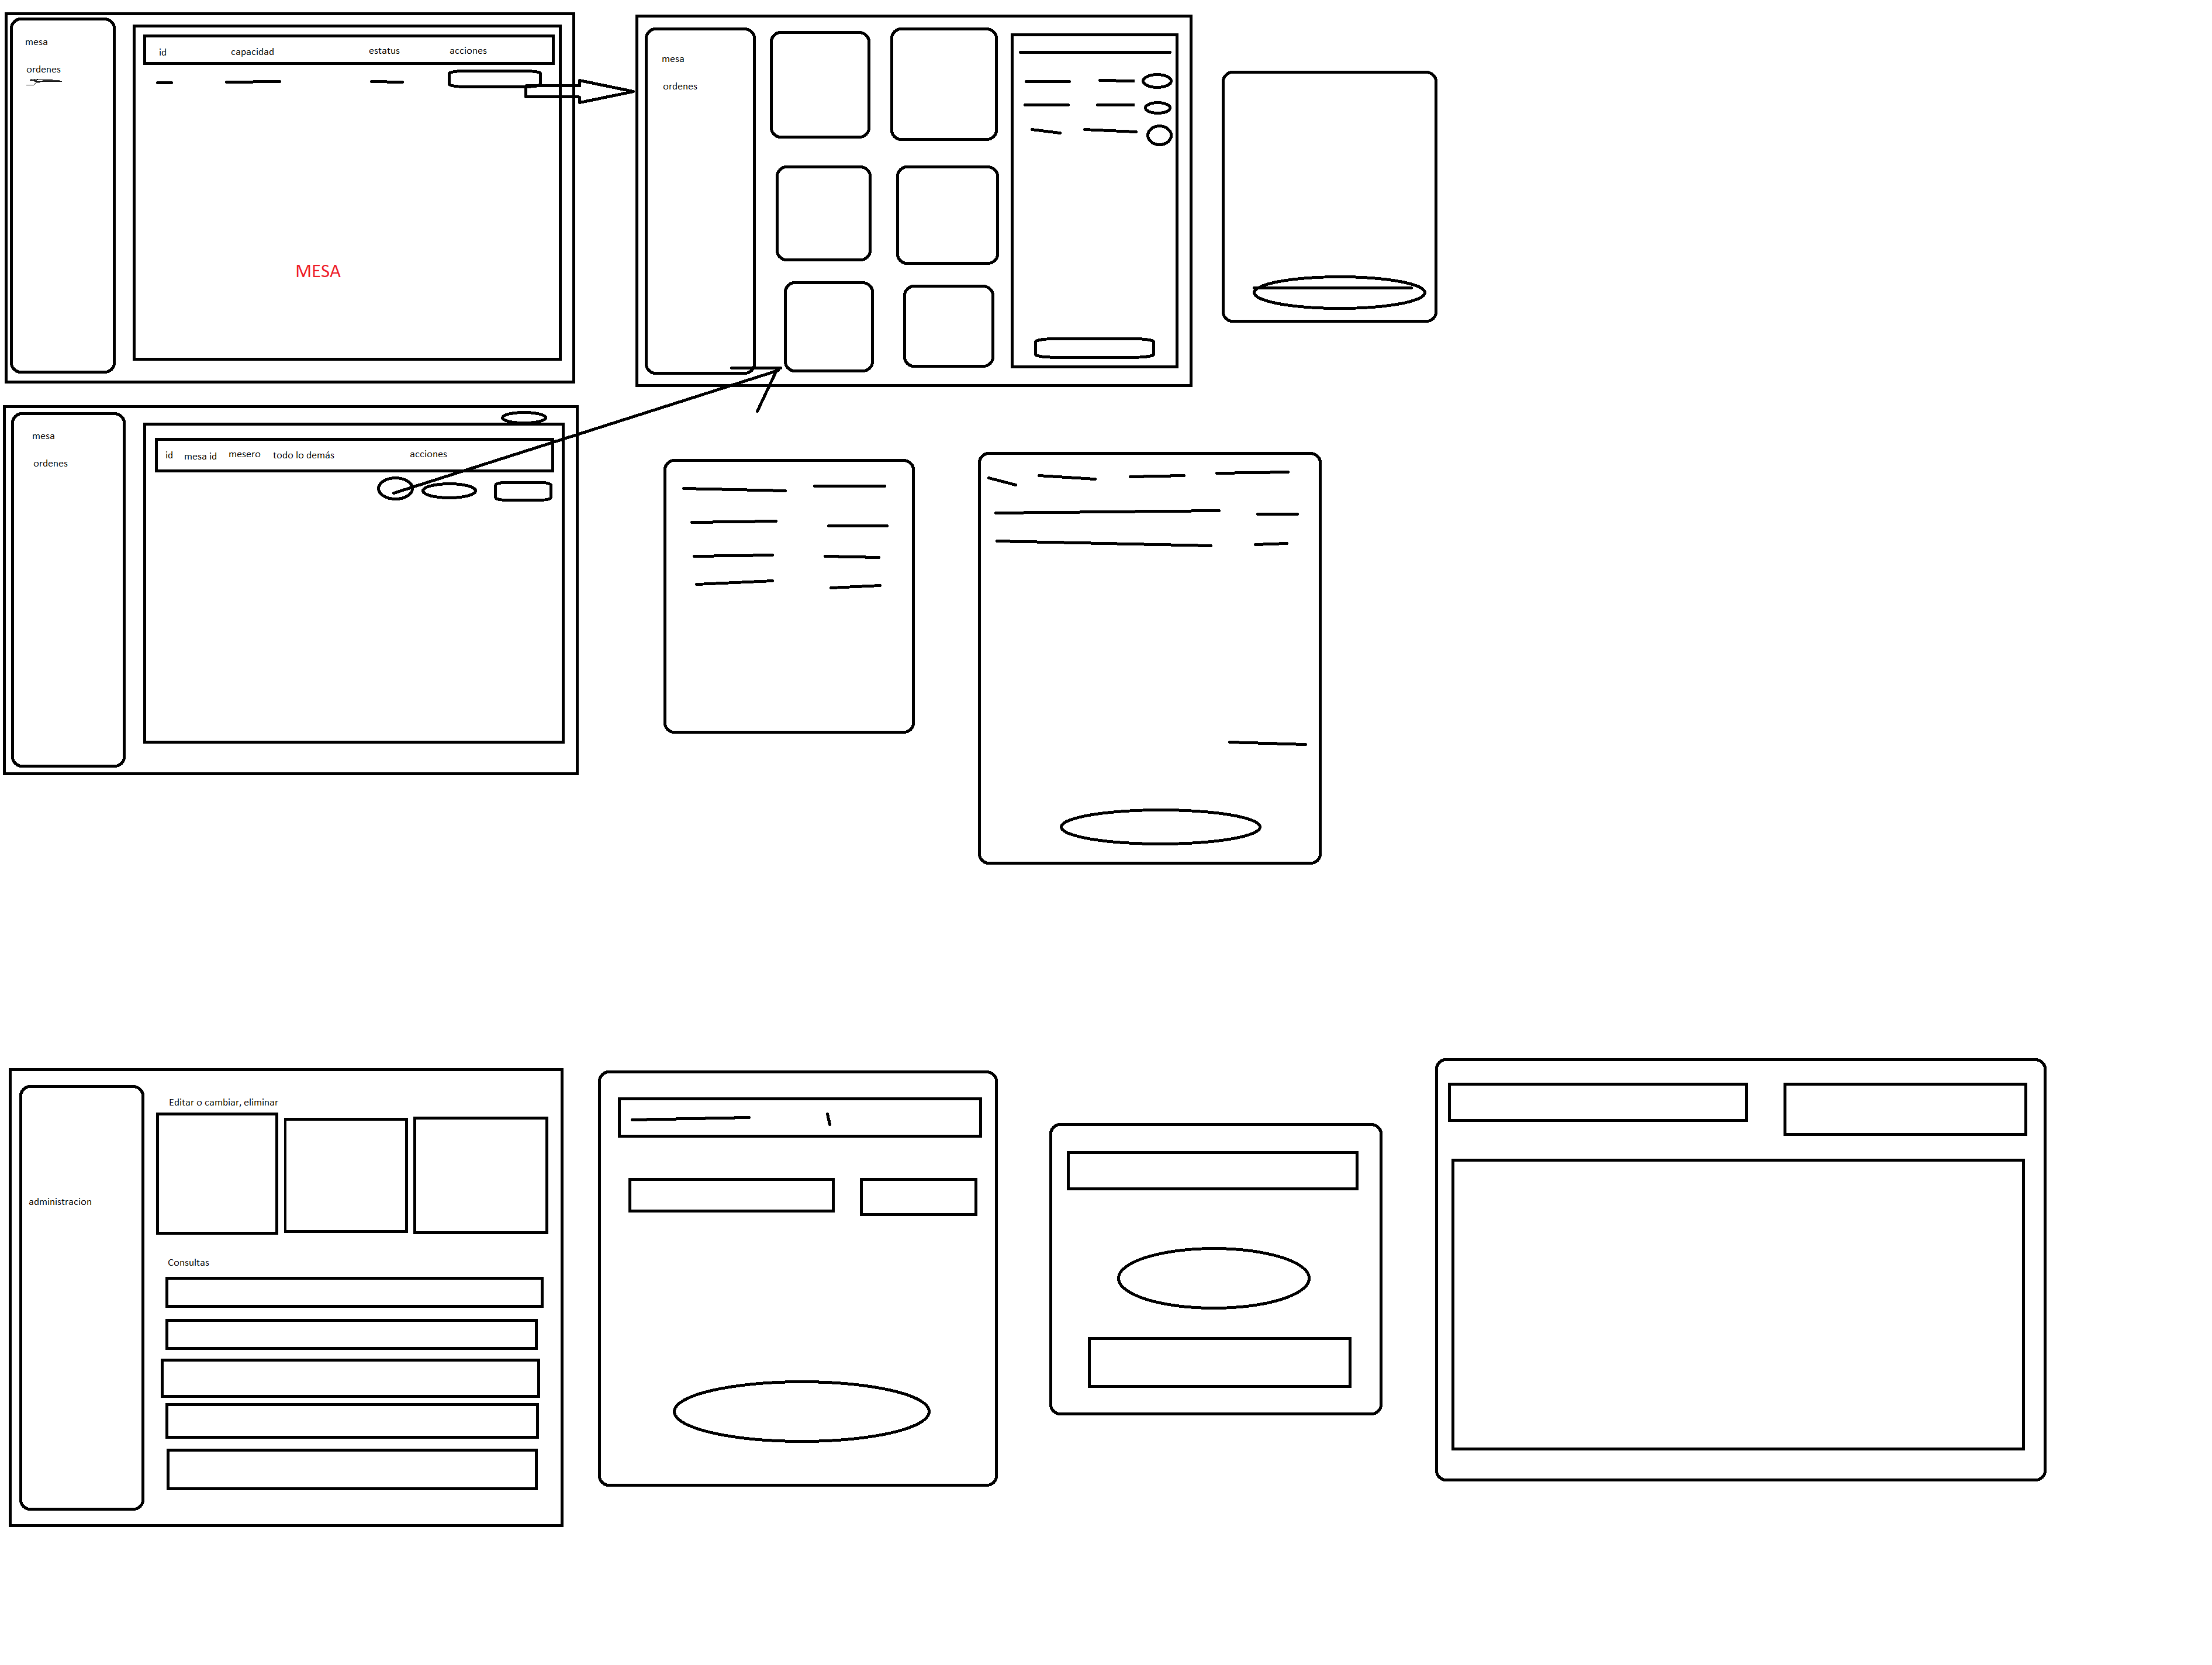 mesa
ordenes
id capacidad estatus acciones
MESA
mesa
ordenes
mesa
ordenes
id mesa id mesero todo lo demás acciones
administracion
Editar o cambiar, eliminar
Consultas